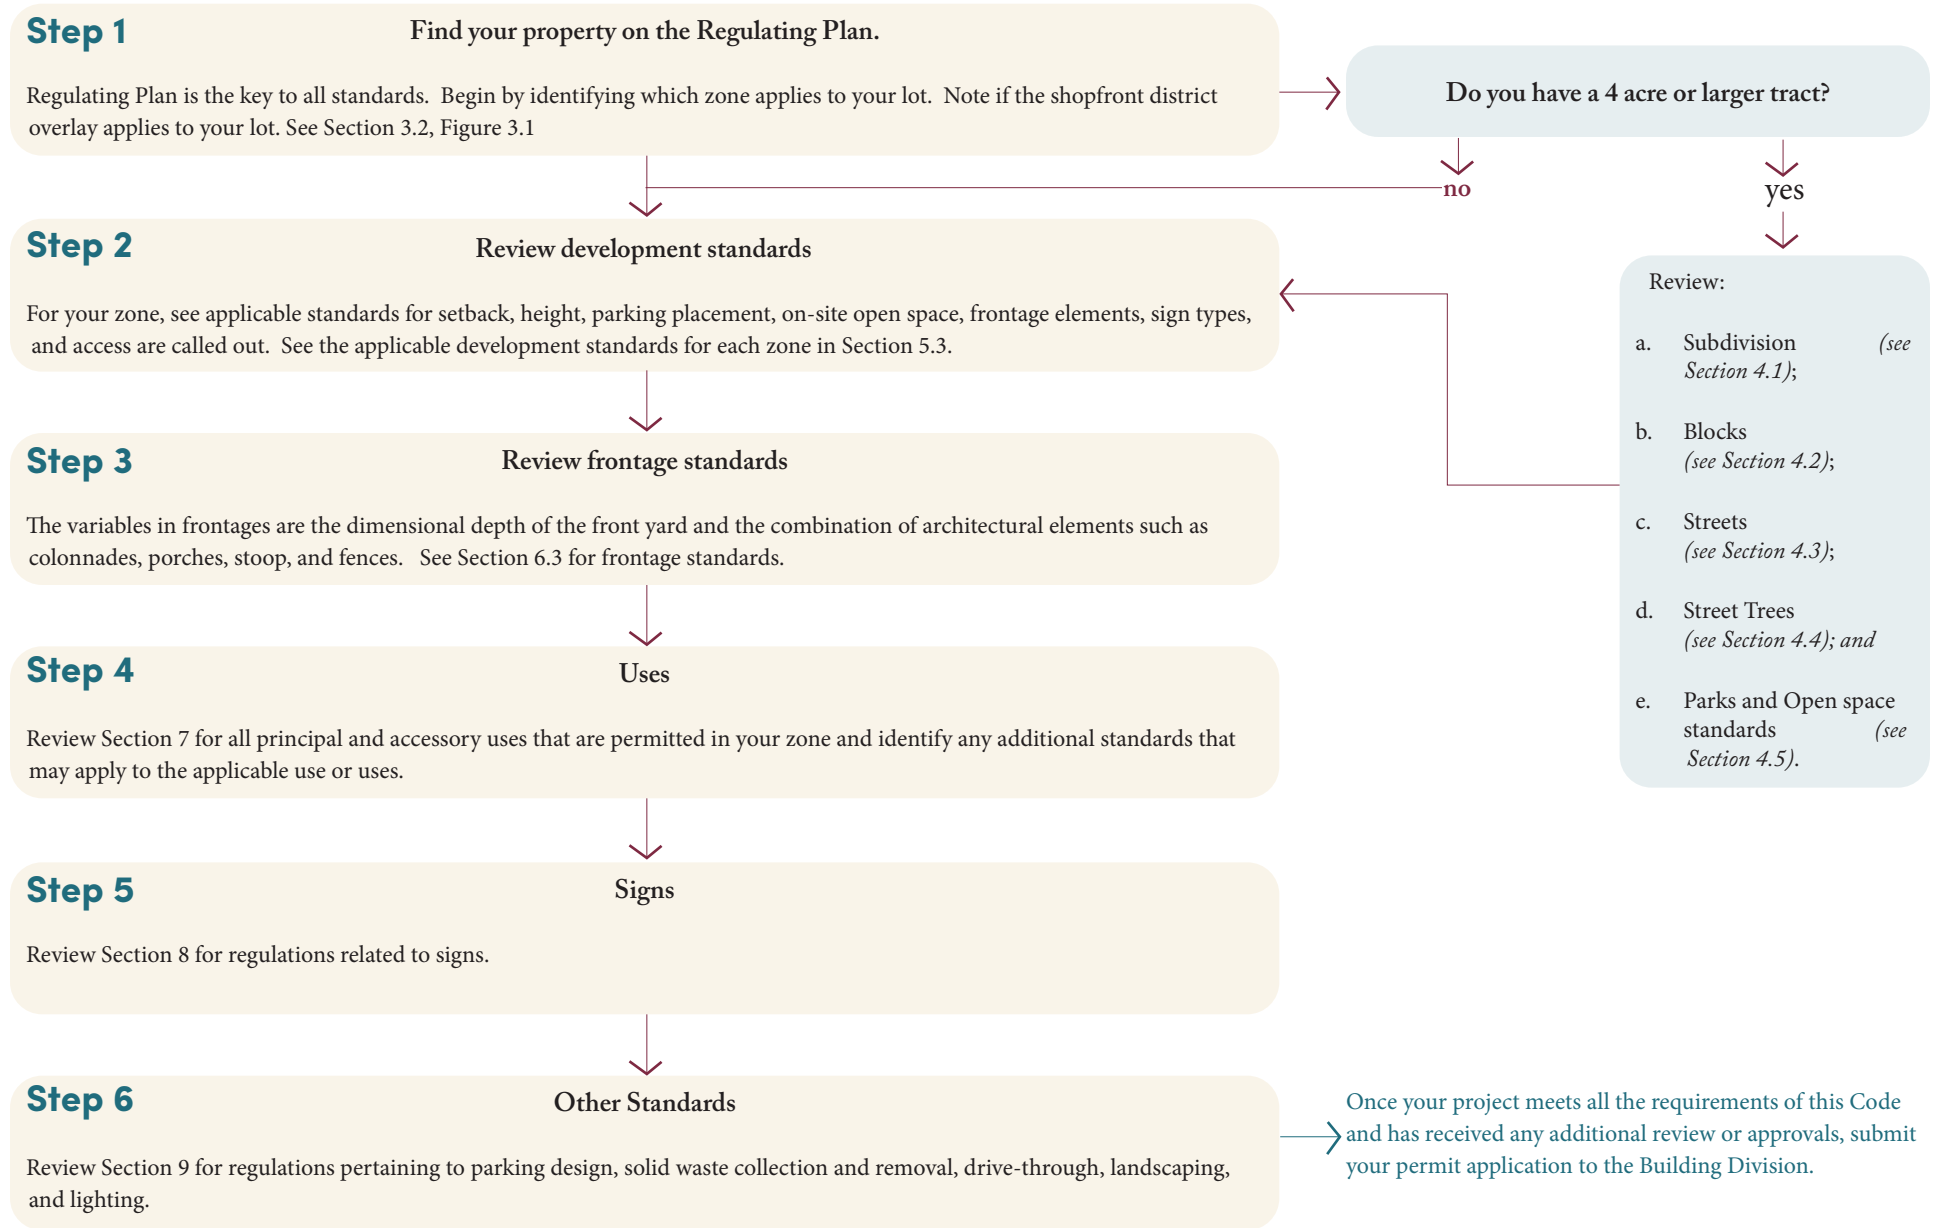 Step 1
Find your property on the Regulating Plan.
Regulating Plan is the key to all standards.  Begin by identifying which zone applies to your lot.  Note if the shopfront district
overlay applies to your lot. See Section 3.2, Figure 3.1
Do you have a 4 acre or larger tract?
no
yes
Step 2
Review development standards
For your zone, see applicable standards for setback, height, parking placement, on-site open space, frontage elements, sign types,
and access are called out.  See the applicable development standards for each zone in Section 5.3.
Review:
a. Subdivision (see
Section 4.1);
b. Blocks
(see Section 4.2);
c. Streets
(see Section 4.3);
d. Street Trees
(see Section 4.4); and
e. Parks and Open space
standards (see
Section 4.5).
Step 3
Review frontage standards
The variables in frontages are the dimensional depth of the front yard and the combination of architectural elements such as
colonnades, porches, stoop, and fences.   See Section 6.3 for frontage standards.
Step 4
Uses
Review Section 7 for all principal and accessory uses that are permitted in your zone and identify any additional standards that
may apply to the applicable use or uses.
Step 5
Signs
Review Section 8 for regulations related to signs.
Step 6
Other Standards
Review Section 9 for regulations pertaining to parking design, solid waste collection and removal, drive-through, landscaping,
and lighting.
Once your project meets all the requirements of this Code
and has received any additional review or approvals, submit
your permit application to the Building Division.